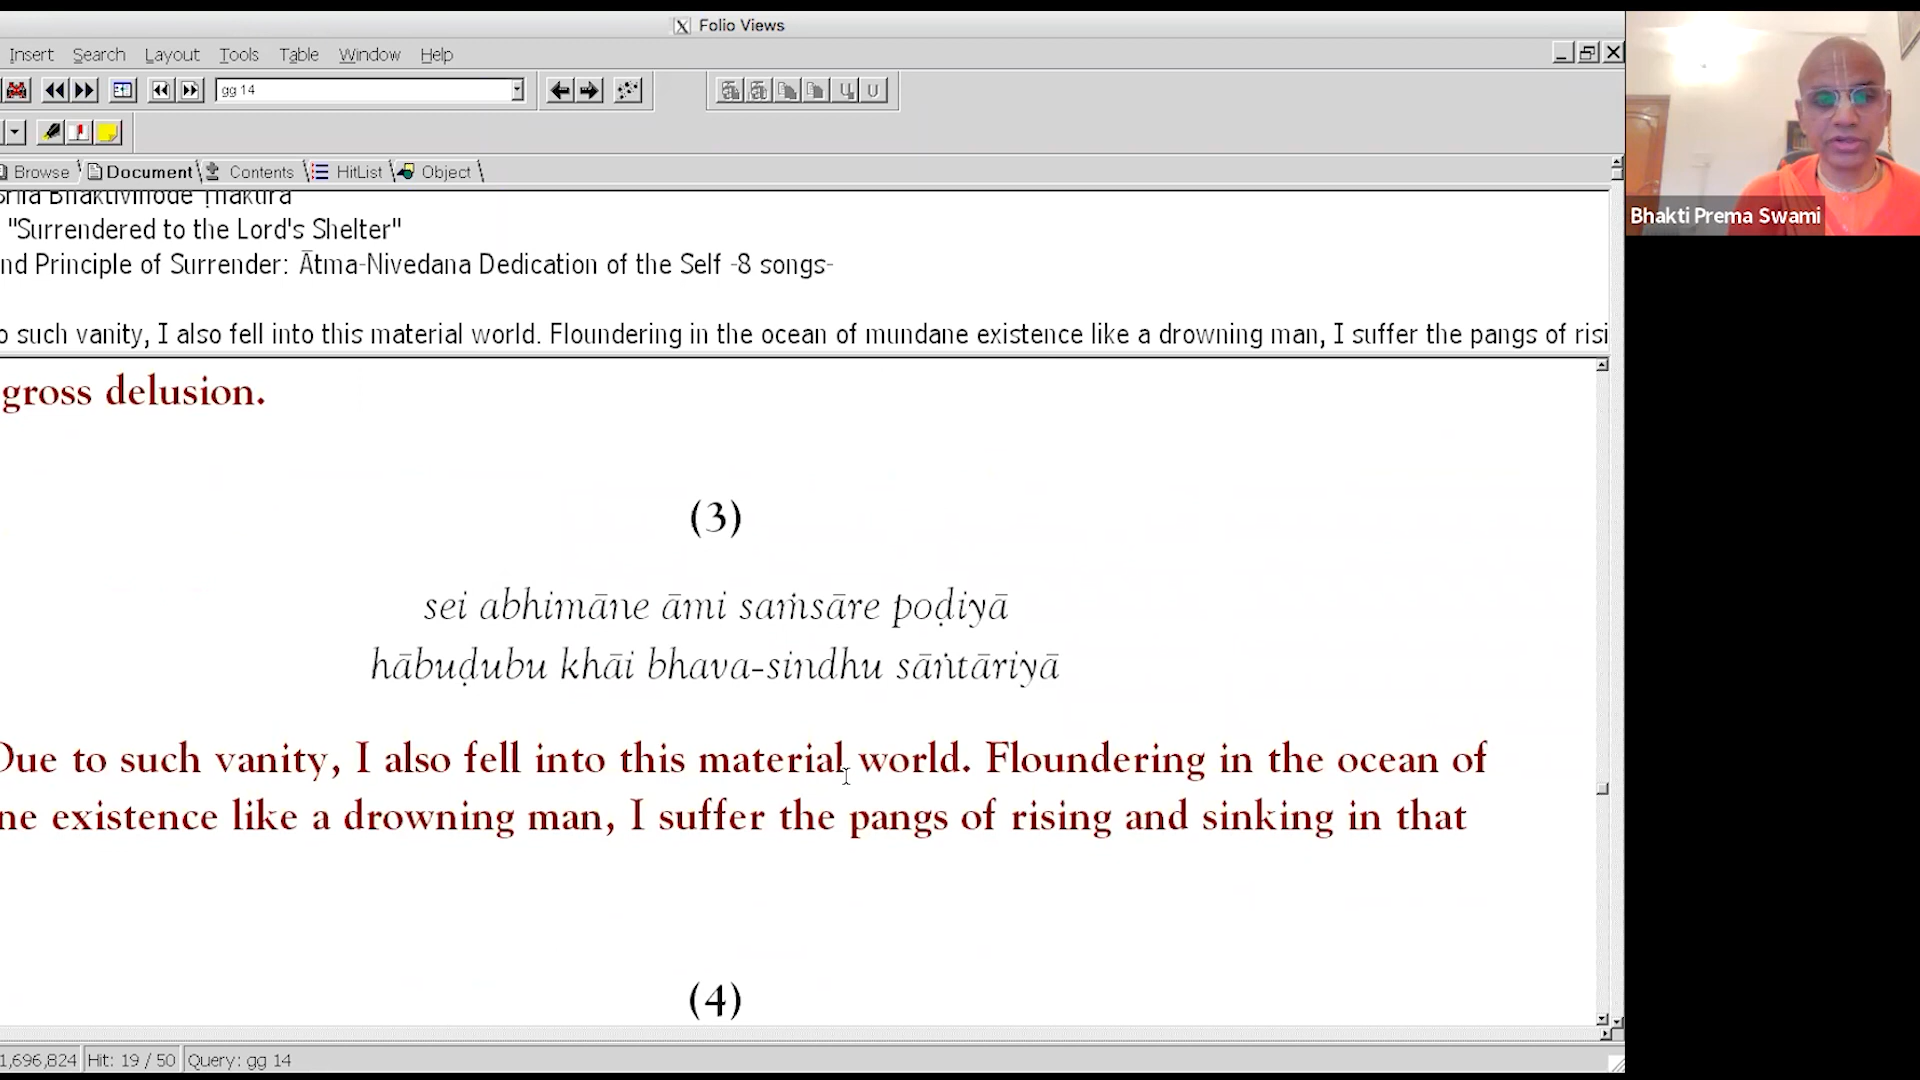 Folio Views
Insert Search Layout Tools Table Window Help
gg 14
Browse Document Contents HitList Object
Bhakti Prema Swami
"Surrendered to the Lord's Shelter"
Principle of Surrender: Ātma-Nivedana Dedication of the Self -8 songs-
such vanity, I also fell into this material world. Floundering in the ocean of mundane existence like a drowning man, I suffer the pangs of risi
gross delusion.
(3)
sei abhimāne āmi saṁsāre poḍiyā
hābuḍubu khāi bhava-sindhu sāṅtāriyā
Due to such vanity, I also fell into this material world. Floundering in the ocean of
ne existence like a drowning man, I suffer the pangs of rising and sinking in that
(4)
1,696,824 Hit: 19 / 50 Query: gg 14